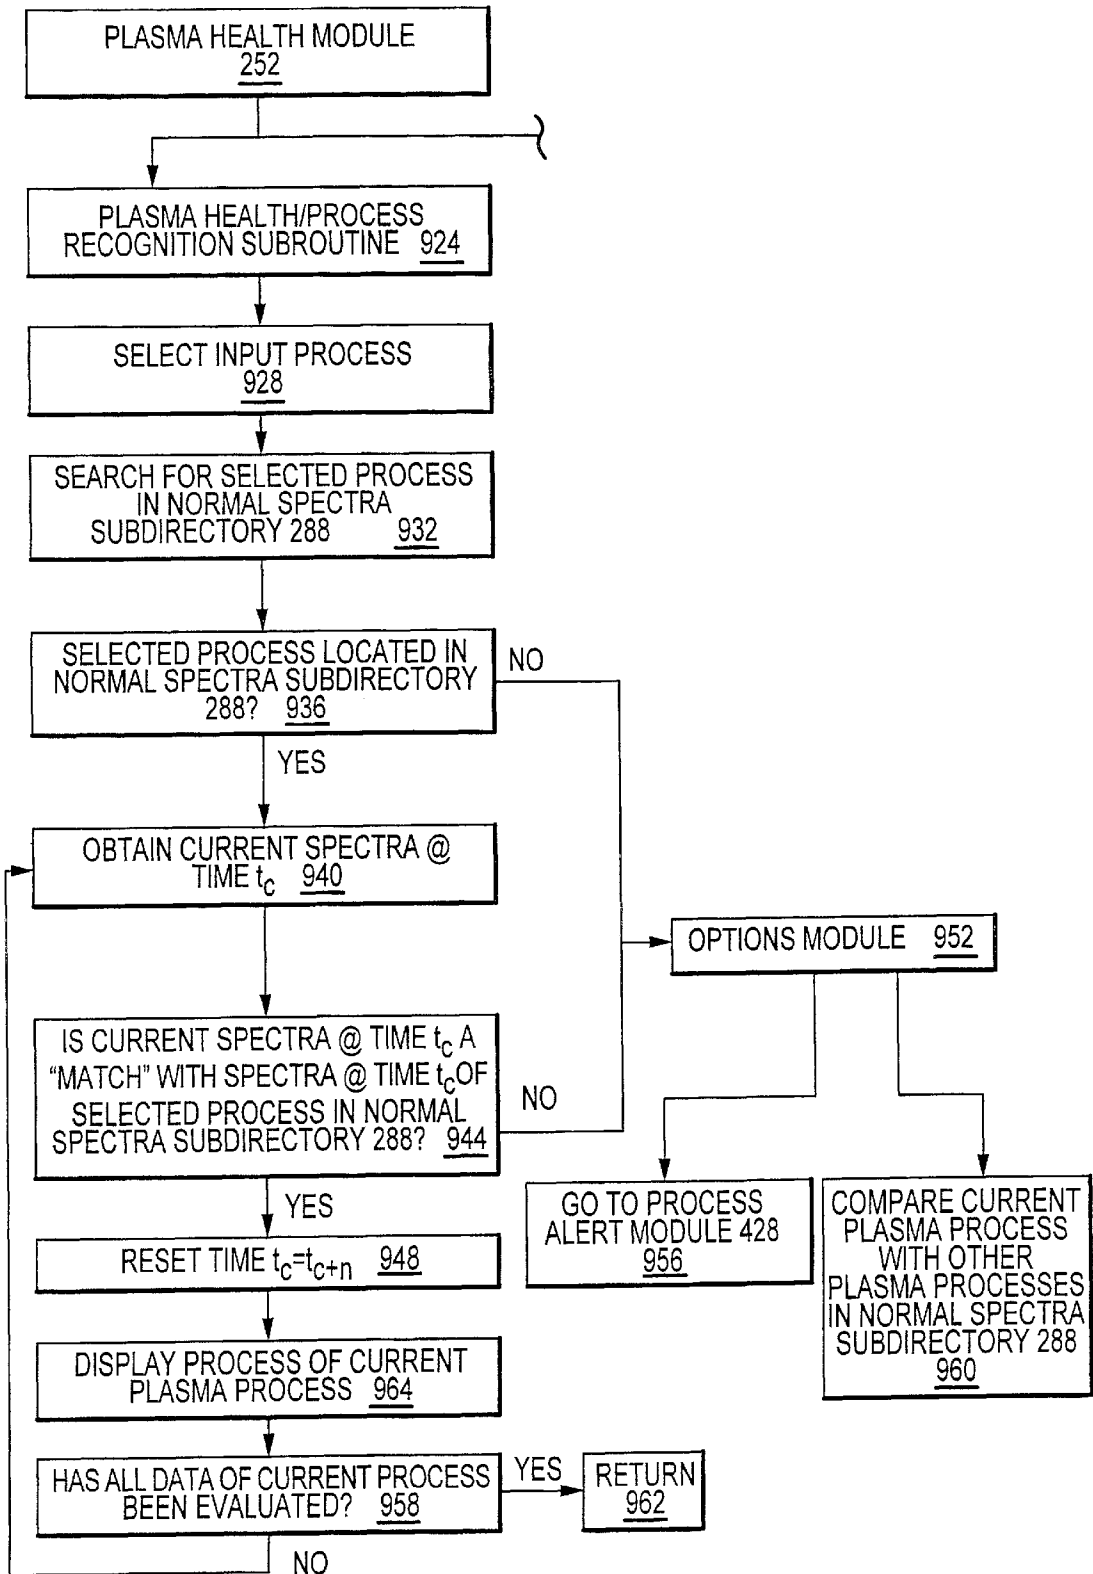 PLASMA HEALTH MODULE
252
PLASMA HEALTH/PROCESS
RECOGNITION SUBROUTINE 924
SELECT INPUT PROCESS
928
SEARCH FOR SELECTED PROCESS
IN NORMAL SPECTRA
SUBDIRECTORY 288 932
SELECTED PROCESS LOCATED IN
NORMAL SPECTRA SUBDIRECTORY
288? 936
NO
YES
OBTAIN CURRENT SPECTRA @
TIME tc 940
OPTIONS MODULE 952
IS CURRENT SPECTRA @ TIME tc A
“MATCH” WITH SPECTRA @ TIME tc OF
SELECTED PROCESS IN NORMAL
SPECTRA SUBDIRECTORY 288? 944
NO
YES
GO TO PROCESS
ALERT MODULE 428
956
COMPARE CURRENT
PLASMA PROCESS
WITH OTHER
PLASMA PROCESSES
IN NORMAL SPECTRA
SUBDIRECTORY 288
960
RESET TIME tc=tc+n 948
DISPLAY PROCESS OF CURRENT
PLASMA PROCESS 964
HAS ALL DATA OF CURRENT PROCESS
BEEN EVALUATED? 958
YES
RETURN
962
NO